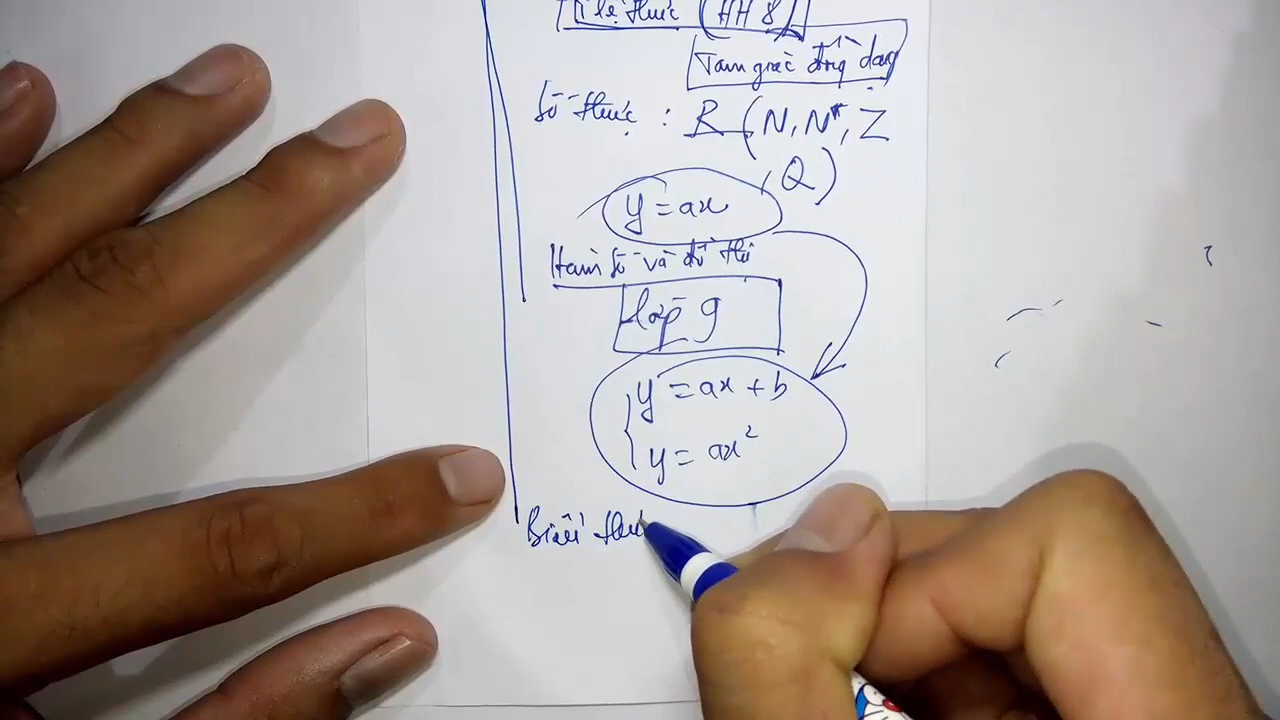 Tỉ lệ thức (HH 8)
Tam giác đồng dạng
Số thực : R (N, N*, Z
, Q)
y = ax
Hàm số và đồ thị
lớp 9
y = ax + b
y = ax²
Biểu thứ